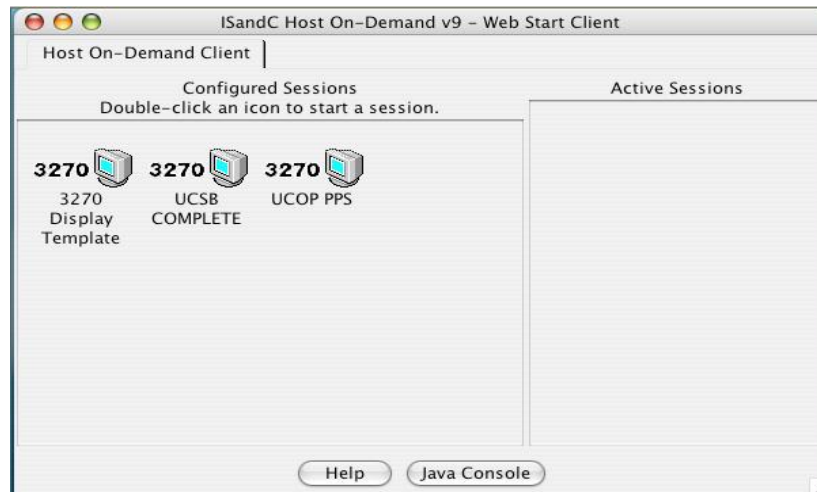 ISandC Host On-Demand v9 - Web Start Client
Host On-Demand Client
Configured Sessions
Double-click an icon to start a session.
Active Sessions
3270 3270 3270
3270 Display Template
UCSB COMPLETE
UCOP PPS
Help
Java Console